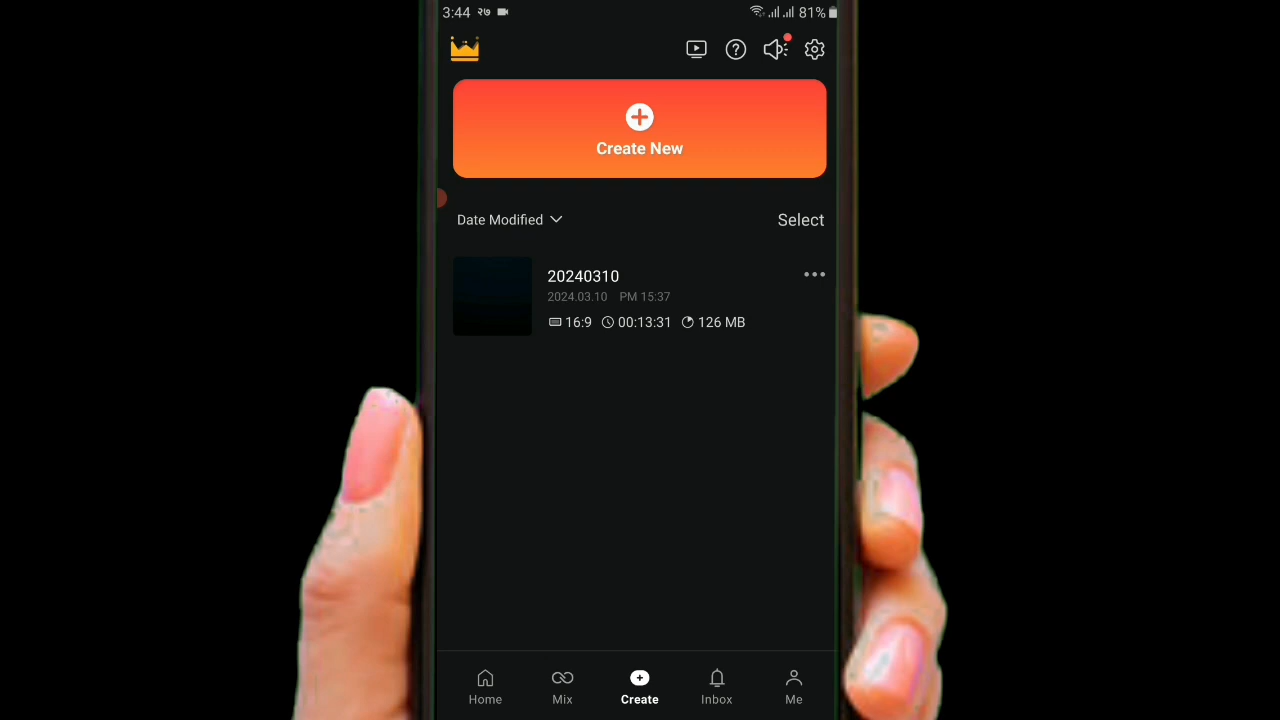 3:44 २७ 81%
Create New
Date Modified Select
20240310
2024.03.10 PM 15:37
16:9 00:13:31 126 MB
Home Mix Create Inbox Me